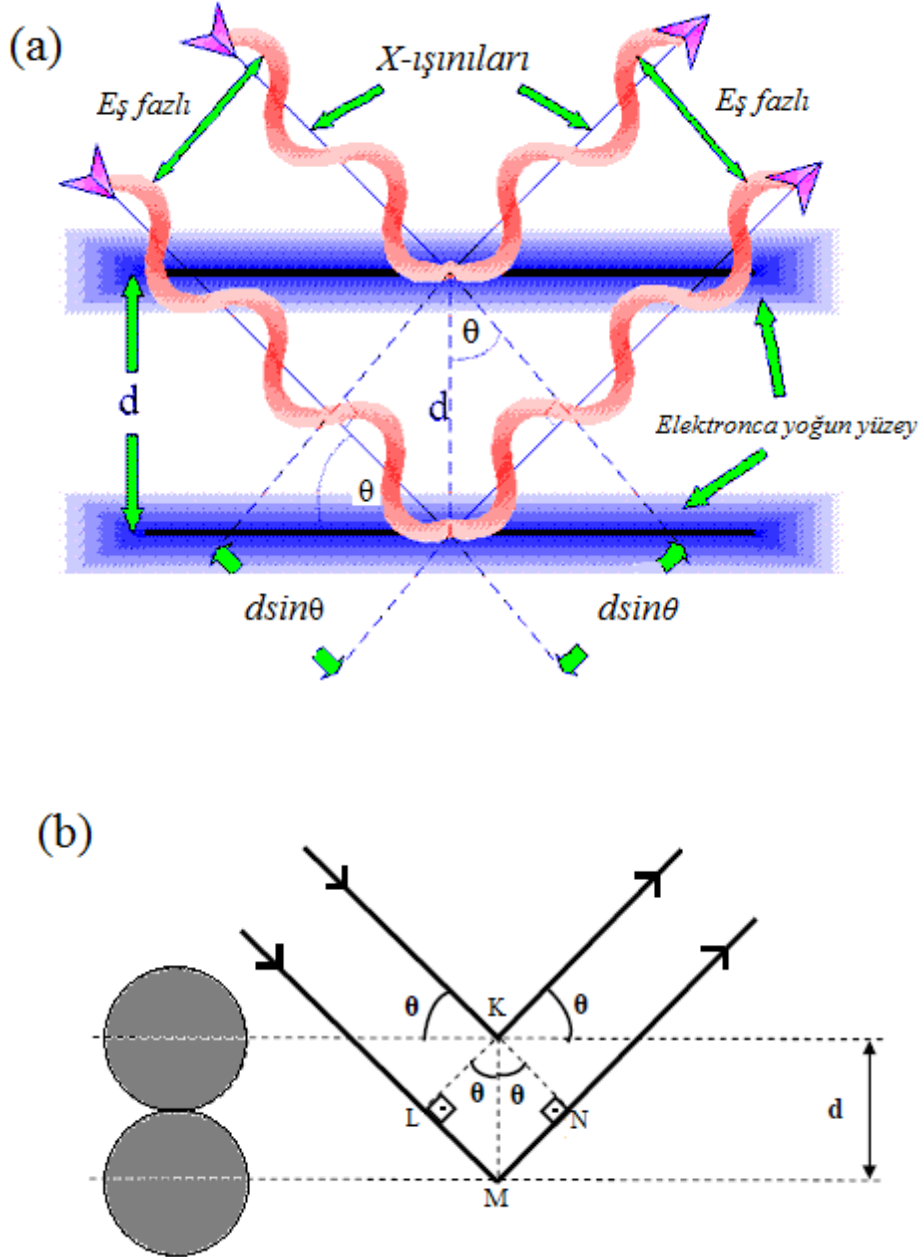 (a)
X-ışınıları
Eş fazlı
Eş fazlı
θ
d
d
Elektronca yoğun yüzey
θ
dsinθ
dsinθ
(b)
θ
K
θ
θ
θ
L
N
d
M